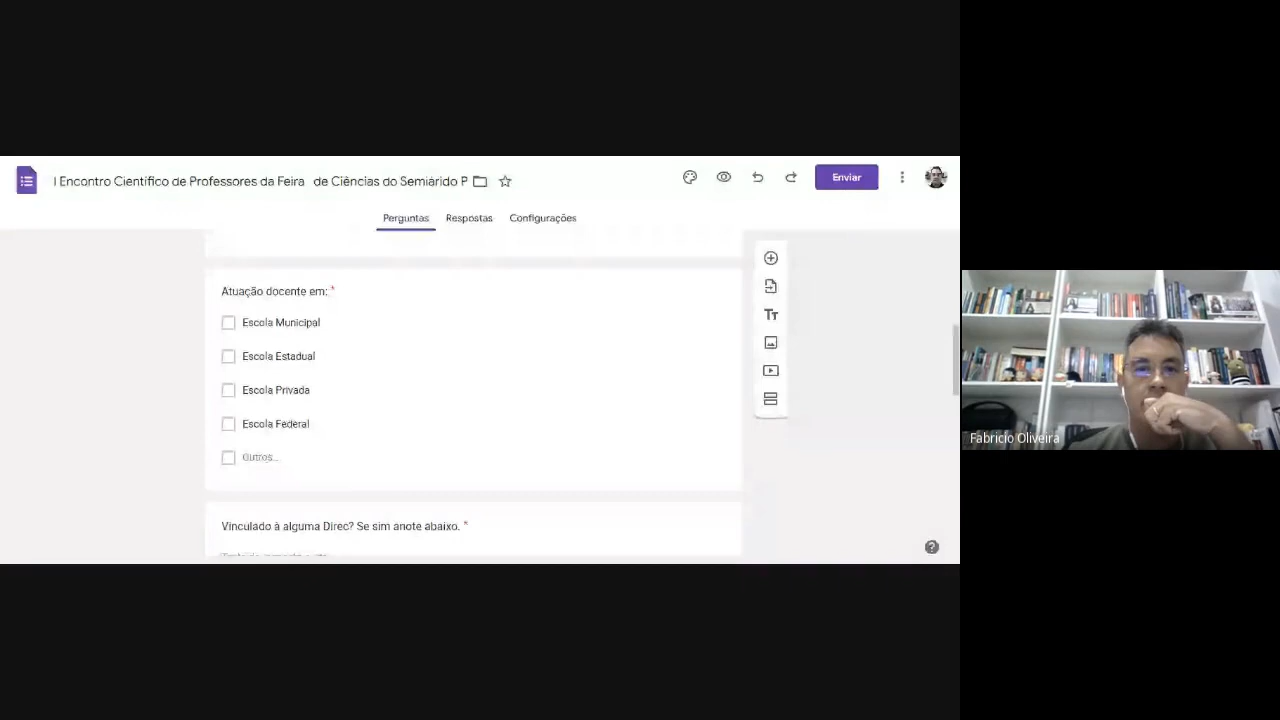 I Encontro Científico de Professores da Feira de Ciências do Semiárido P
Enviar
Perguntas Respostas Configurações
Atuação docente em: *
Escola Municipal
Escola Estadual
Escola Privada
Escola Federal
Outros...
Vinculado à alguma Direc? Se sim anote abaixo. *
Fabricio Oliveira